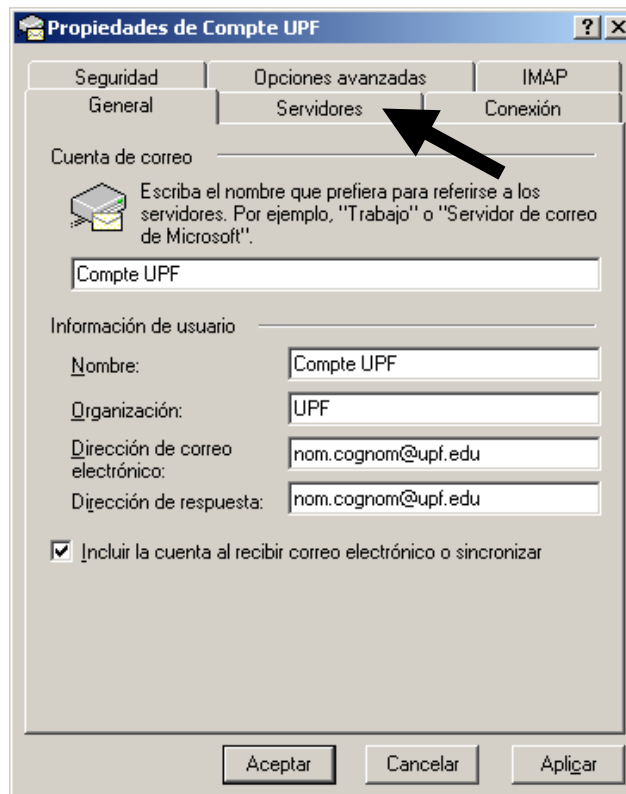 Propiedades de Compte UPF
Seguridad Opciones avanzadas IMAP
General Servidores Conexión
Cuenta de correo
Escriba el nombre que prefiera para referirse a los
servidores. Por ejemplo, "Trabajo" o "Servidor de correo
de Microsoft".
Compte UPF
Información de usuario
Nombre: Compte UPF
Organización: UPF
Dirección de correo
electrónico: nom.cognom@upf.edu
Dirección de respuesta: nom.cognom@upf.edu
Incluir la cuenta al recibir correo electrónico o sincronizar
Aceptar Cancelar Aplicar